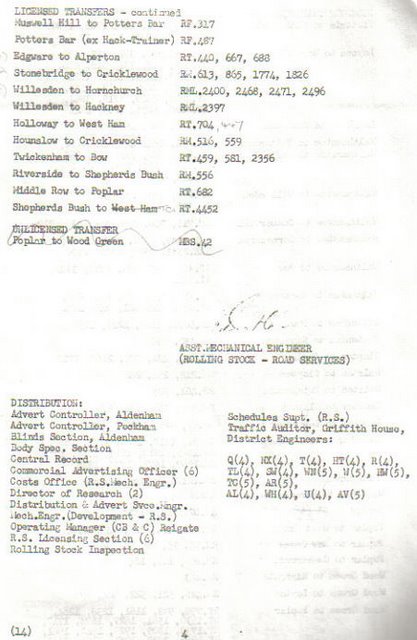 LICENSED TRANSFERS - continued
Muswell Hill to Potters Bar RF.317
Potters Bar (ex Hack-Trainer) RF.487
Edgware to Alperton RT.440, 667, 688
Stonebridge to Cricklewood RM.613, 865, 1774, 1826
Willesden to Hornchurch RML.2400, 2468, 2471, 2496
Willesden to Hackney RML.2397
Holloway to West Ham RT.704
Hounslow to Cricklewood RM.516, 559
Twickenham to Bow RT.459, 581, 2356
Riverside to Shepherds Bush RM.556
Middle Row to Poplar RT.682
Shepherds Bush to West Ham RT.4452
UNLICENSED TRANSFER
Poplar to Wood Green MBS.42
ASST.MECHANICAL ENGINEER
(ROLLING STOCK - ROAD SERVICES)
DISTRIBUTION:
Advert Controller, Aldenham
Advert Controller, Peckham
Blinds Section, Aldenham
Body Spec. Section
Central Record
Commercial Advertising Officer (6)
Costs Office (R.S.Mech. Engr.)
Director of Research (2)
Distribution & Advert Svce.Engr.
Mech.Engr.(Development - R.S.)
Operating Manager (CB & C) Reigate
R.S. Licensing Section (6)
Rolling Stock Inspection
Schedules Supt. (R.S.)
Traffic Auditor, Griffith House,
District Engineers:
Q(4), NX(4), T(4), HT(4), R(4),
TL(4), SW(4), WN(5), W(5), HW(5),
TC(5), AR(5),
AL(4), WH(4), U(4), AV(5)
(14)
4